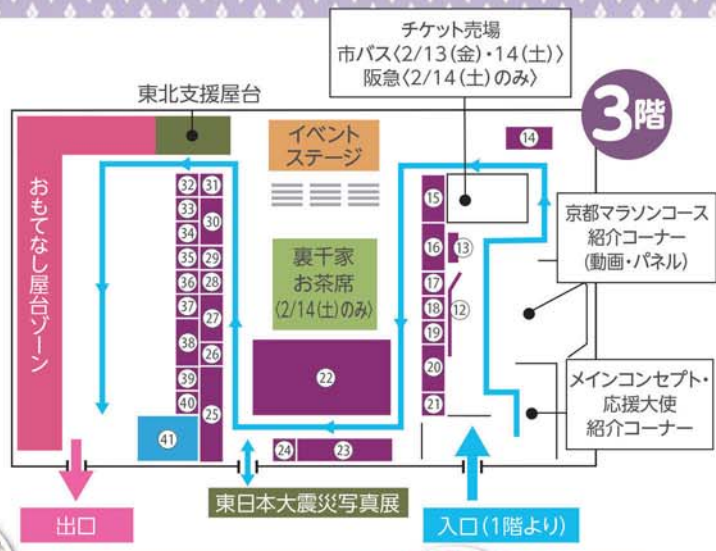 チケット売場
市バス〈2/13(金)・14(土)〉
阪急〈2/14(土)のみ〉
3階
東北支援屋台
イベント
ステージ
おもてなし屋台ゾーン
裏千家
お茶席
〈2/14(土)のみ〉
京都マラソンコース
紹介コーナー
(動画・パネル)
メインコンセプト・
応援大使
紹介コーナー
⑭
⑮
⑯
⑬
⑰
⑫
⑱
⑲
⑳
㉑
㉜
㉛
㉝
㉚
㉞
㉟
㉙
㊱
㉘
㊲
㉗
㊳
㉖
㊴
㊵
㉕
㊶
㉒
㉔
㉓
東日本大震災写真展
出口
入口(1階より)